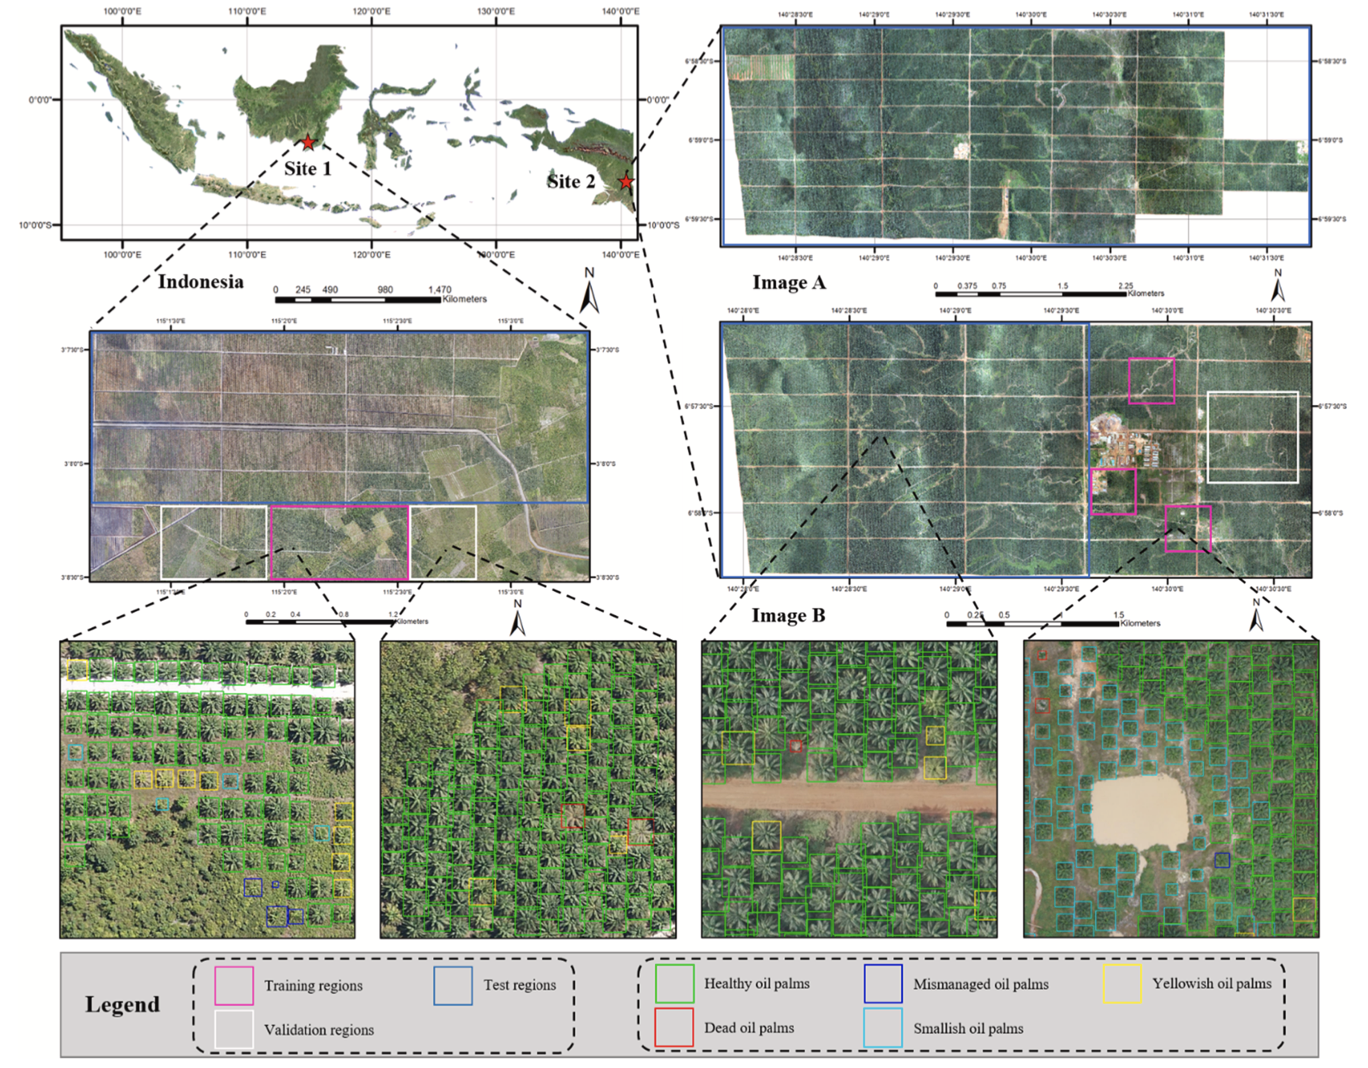 100°0'0"E 110°0'0"E 120°0'0"E 130°0'0"E 140°0'0"E
0°0'0" 0°0'0"
Site 1
Site 2
10°0'0"S 10°0'0"S
100°0'0"E 110°0'0"E 120°0'0"E 130°0'0"E 140°0'0"E
Indonesia
0 245 490 980 1,470
Kilometers
N
140°28'30"E 140°29'0"E 140°29'30"E 140°30'0"E 140°30'30"E 140°31'0"E 140°31'30"E
6°58'30"S 6°58'30"S
6°59'0"S 6°59'0"S
6°59'30"S 6°59'30"S
140°28'30"E 140°29'0"E 140°29'30"E 140°30'0"E 140°30'30"E 140°31'0"E 140°31'30"E
Image A
0 0.375 0.75 1.5 2.25
Kilometers
N
115°1'30"E 115°2'0"E 115°2'30"E 115°3'0"E
3°7'30"S 3°7'30"S
3°8'0"S 3°8'0"S
3°8'30"S 3°8'30"S
115°1'30"E 115°2'0"E 115°2'30"E 115°3'0"E
0 0.2 0.4 0.8 1.2
Kilometers
N
140°28'0"E 140°28'30"E 140°29'0"E 140°29'30"E 140°30'0"E 140°30'30"E
6°57'30"S 6°57'30"S
6°58'0"S 6°58'0"S
140°28'0"E 140°28'30"E 140°29'0"E 140°29'30"E 140°30'0"E 140°30'30"E
Image B
0 0.25 0.5 1 1.5
Kilometers
N
Legend
Training regions
Test regions
Validation regions
Healthy oil palms
Mismanaged oil palms
Yellowish oil palms
Dead oil palms
Smallish oil palms